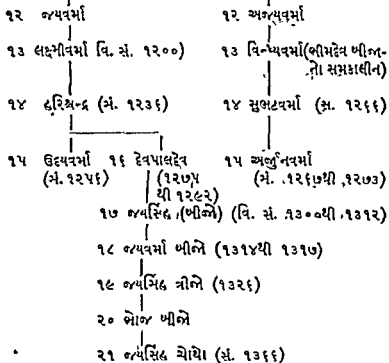 ૧૨ જયવર્મા ૧૨ અજયવર્મા
૧૩ લક્ષ્મીવર્મા વિ. સં. ૧૨૦૦) ૧૩ વિન્ધ્યવર્મા(ભીમદેવ બીજા-
નો સમકાલીન)
૧૪ હરિશ્ચન્દ્ર (સં. ૧૨૩૬) ૧૪ સુભટવર્મા (સ. ૧૨૬૬)
૧૫ ઉદયવર્મા ૧૬ દેવપાલદેવ ૧૫ અર્જુનવર્મા
(સં. ૧૨૫૬) (૧૨૭૫ (સં. ૧૨૬૭થી ૧૨૭૩)
થી ૧૨૯૨)
૧૭ જયસિંહ (બીજો) (વિ. સં. ૧૩૦૦થી ૧૩૧૨)
૧૮ જયવર્મા બીજો (૧૩૧૪થી ૧૩૧૭)
૧૯ જયસિંહ ત્રીજો (૧૩૨૬)
૨૦ ભોજ બીજો
૨૧ જયસિંહ ચોથો (સં. ૧૩૬૬)